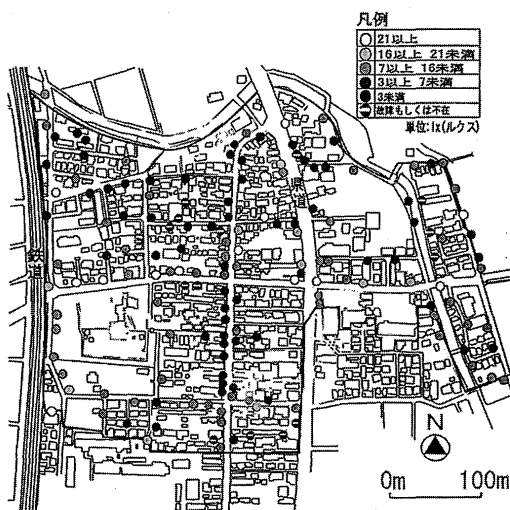 凡例
21以上
16以上 21未満
7以上 16未満
3以上 7未満
3未満
故障もしくは不在
単位:lx(ルクス)
県道
鉄道
N
0m 100m